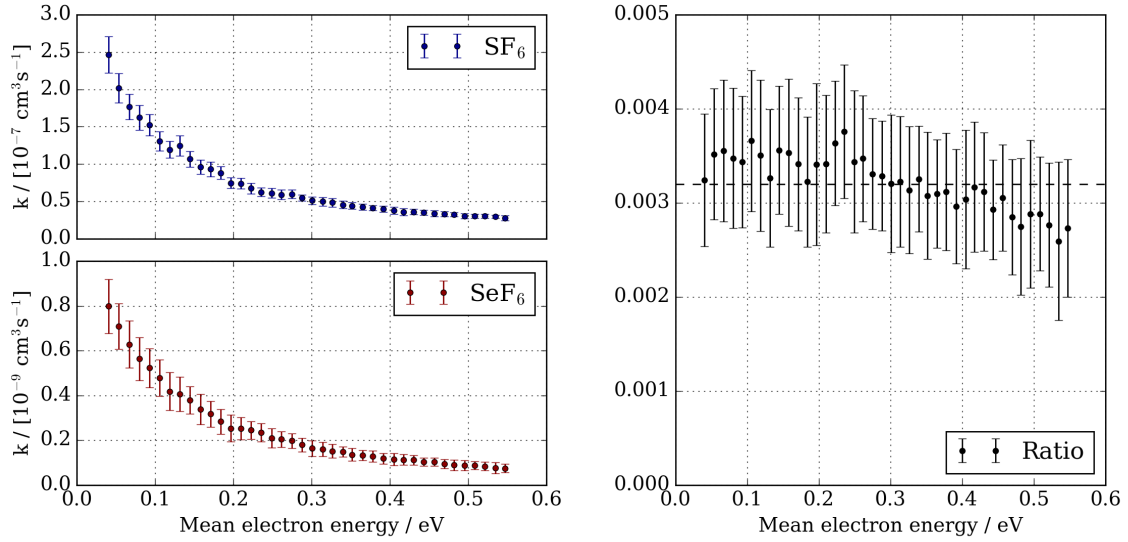 3.0
2.5
2.0
1.5
1.0
0.5
0.0
k / [10⁻⁷ cm³s⁻¹]
SF₆
1.0
0.8
0.6
0.4
0.2
0.0
k / [10⁻⁹ cm³s⁻¹]
SeF₆
0.0 0.1 0.2 0.3 0.4 0.5 0.6
Mean electron energy / eV
0.005
0.004
0.003
0.002
0.001
0.000
Ratio
0.0 0.1 0.2 0.3 0.4 0.5 0.6
Mean electron energy / eV